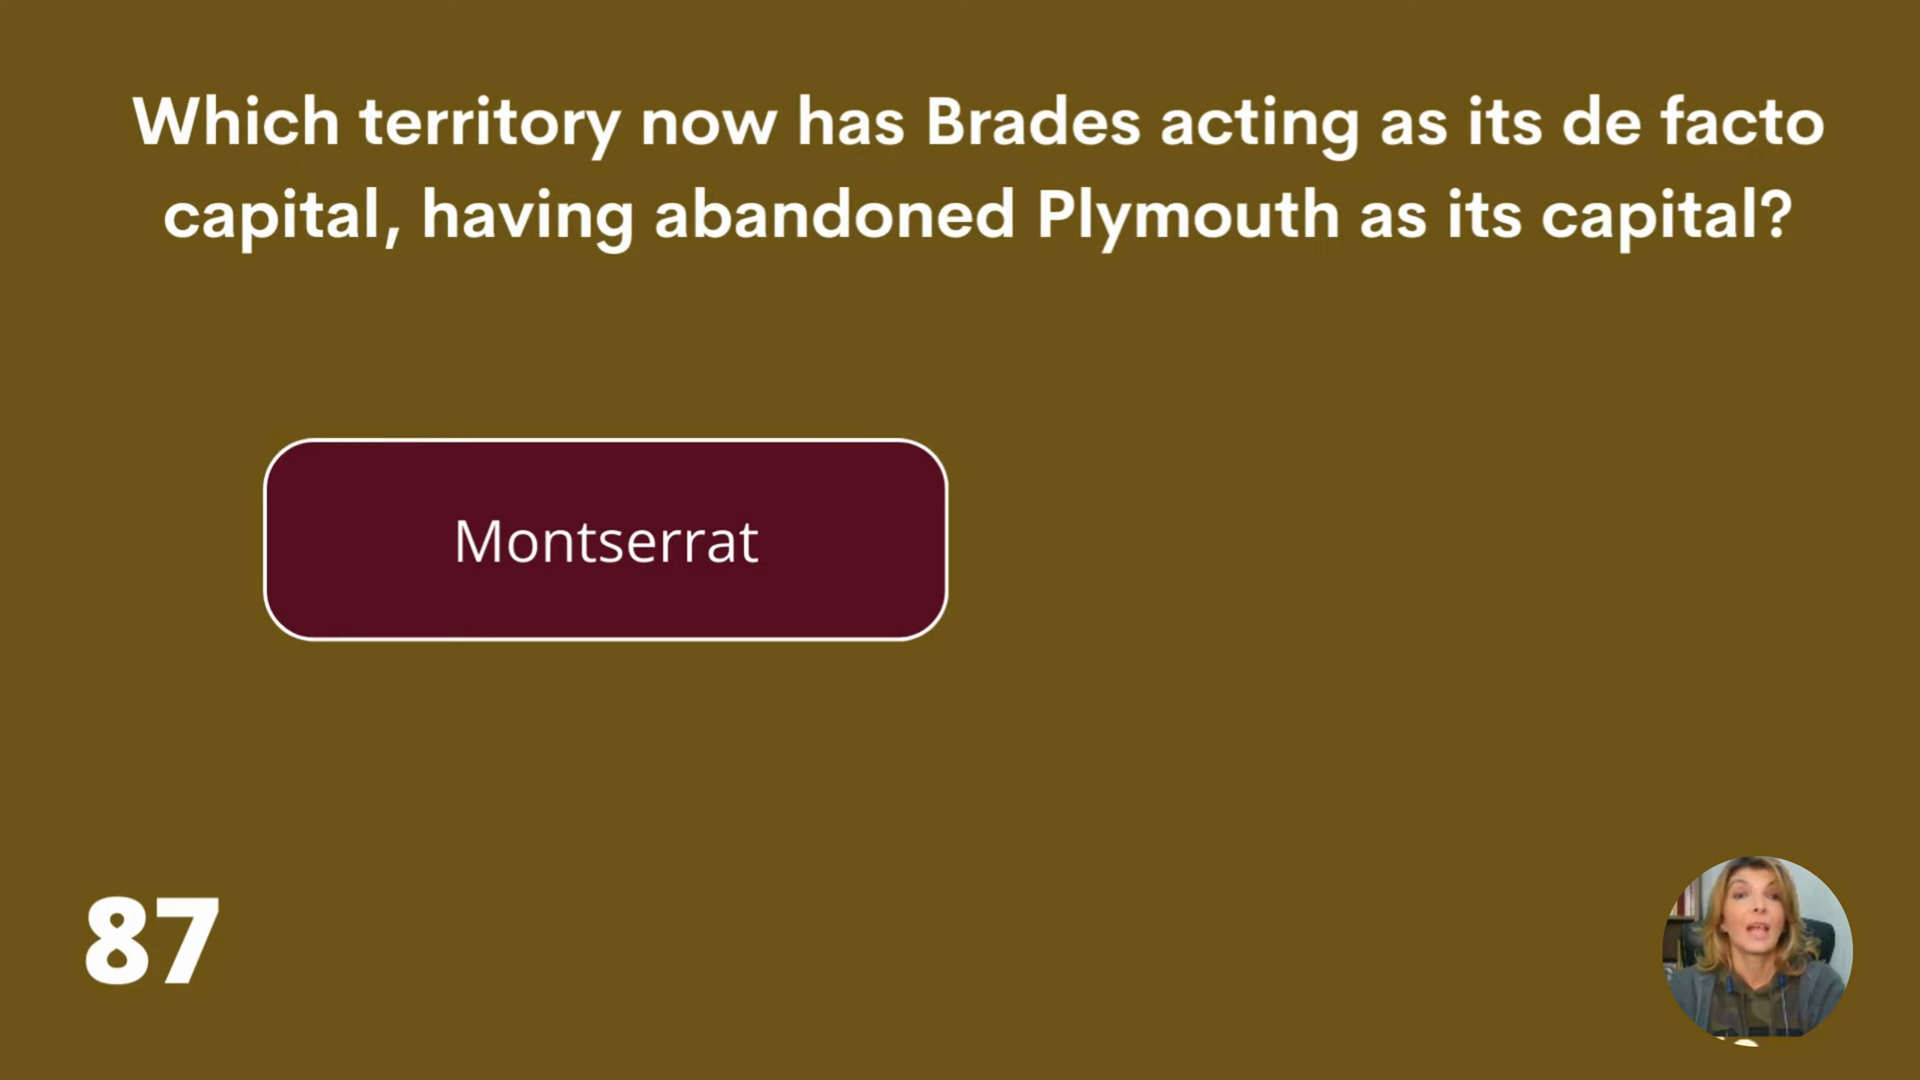 Which territory now has Brades acting as its de facto
capital, having abandoned Plymouth as its capital?
Montserrat
87